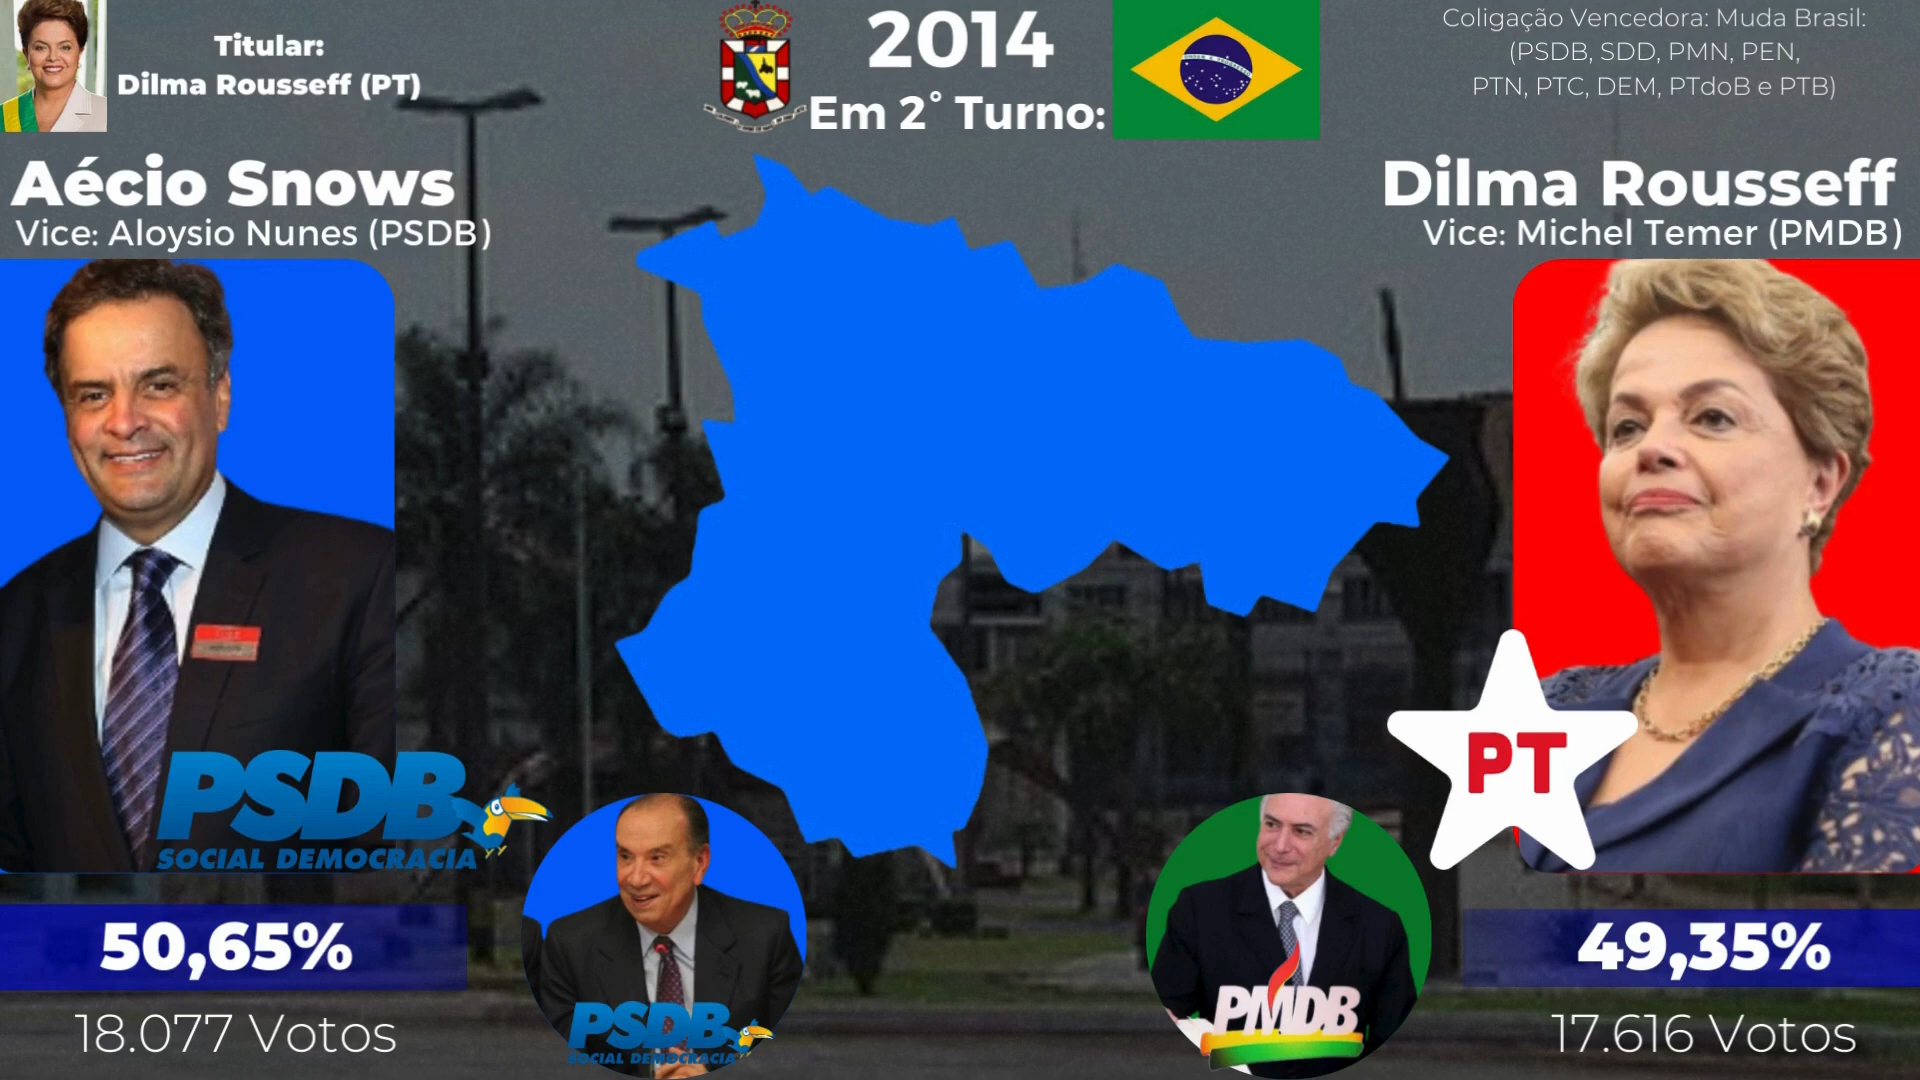 Titular:
Dilma Rousseff (PT)
2014
Em 2° Turno:
Coligação Vencedora: Muda Brasil:
(PSDB, SDD, PMN, PEN,
PTN, PTC, DEM, PTdoB e PTB)
Aécio Snows
Vice: Aloysio Nunes (PSDB)
Dilma Rousseff
Vice: Michel Temer (PMDB)
PSDB
SOCIAL DEMOCRACIA
PT
50,65%
18.077 Votos
PSDB
SOCIAL DEMOCRACIA
PMDB
49,35%
17.616 Votos